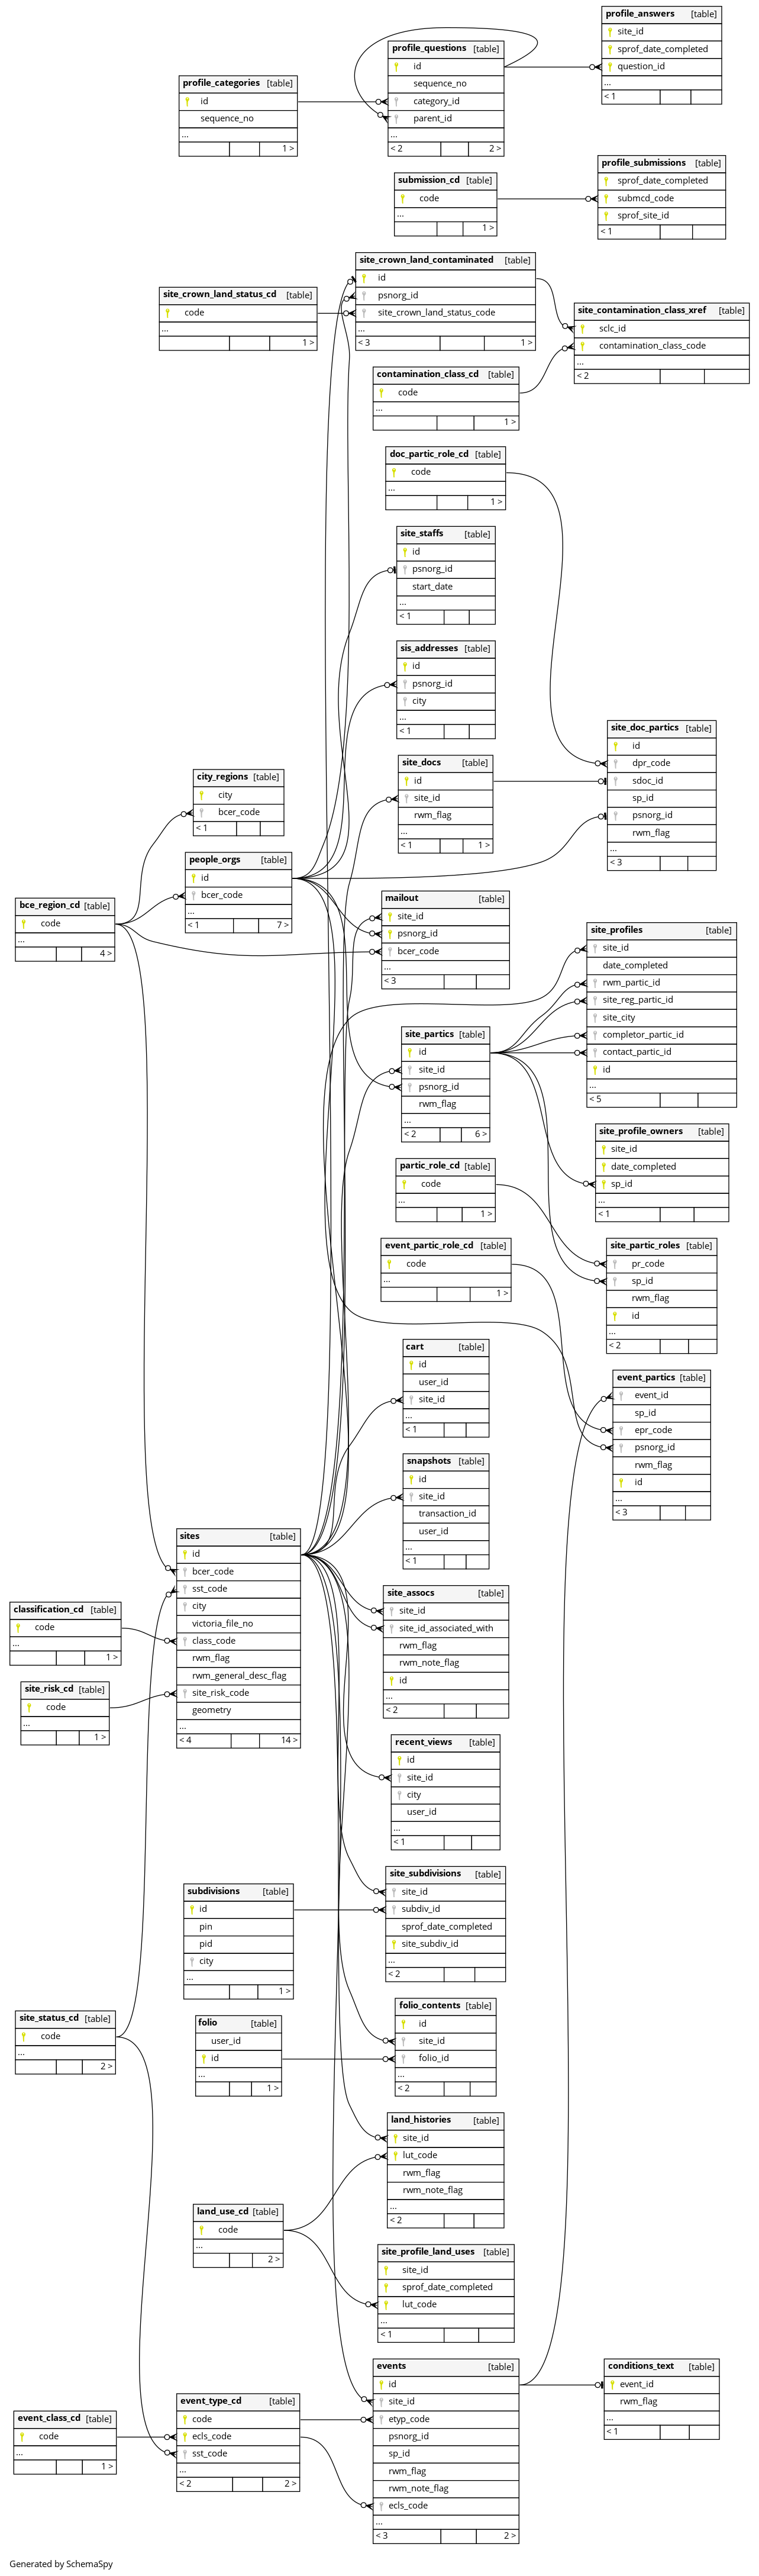 profile_answers [table]
site_id
sprof_date_completed
question_id
...
< 1
profile_questions [table]
id
sequence_no
category_id
parent_id
...
< 2 2 >
profile_categories [table]
id
sequence_no
...
1 >
profile_submissions [table]
sprof_date_completed
submcd_code
sprof_site_id
...
< 1
submission_cd [table]
code
...
1 >
site_crown_land_contaminated [table]
id
psnorg_id
site_crown_land_status_code
...
< 3 1 >
site_crown_land_status_cd [table]
code
...
1 >
site_contamination_class_xref [table]
sclc_id
contamination_class_code
...
< 2
contamination_class_cd [table]
code
...
1 >
doc_partic_role_cd [table]
code
...
1 >
site_staffs [table]
id
psnorg_id
start_date
...
< 1
sis_addresses [table]
id
psnorg_id
city
...
< 1
site_doc_partics [table]
id
dpr_code
sdoc_id
sp_id
psnorg_id
rwm_flag
...
< 3
site_docs [table]
id
site_id
rwm_flag
...
< 1 1 >
city_regions [table]
city
bcer_code
< 1
people_orgs [table]
id
bcer_code
...
< 1 7 >
bce_region_cd [table]
code
...
4 >
mailout [table]
site_id
psnorg_id
bcer_code
...
< 3
site_profiles [table]
site_id
date_completed
rwm_partic_id
site_reg_partic_id
site_city
completor_partic_id
contact_partic_id
id
...
< 5
site_partics [table]
id
site_id
psnorg_id
rwm_flag
...
< 2 6 >
site_profile_owners [table]
site_id
date_completed
sp_id
...
< 1
partic_role_cd [table]
code
...
1 >
site_partic_roles [table]
pr_code
sp_id
rwm_flag
id
...
< 2
event_partic_role_cd [table]
code
...
1 >
cart [table]
id
user_id
site_id
...
< 1
event_partics [table]
event_id
sp_id
epr_code
psnorg_id
rwm_flag
id
...
< 3
snapshots [table]
id
site_id
transaction_id
user_id
...
< 1
sites [table]
id
bcer_code
sst_code
city
victoria_file_no
class_code
rwm_flag
rwm_general_desc_flag
site_risk_code
geometry
...
< 4 14 >
classification_cd [table]
code
...
1 >
site_risk_cd [table]
code
...
1 >
site_assocs [table]
site_id
site_id_associated_with
rwm_flag
rwm_note_flag
id
...
< 2
recent_views [table]
id
site_id
city
user_id
...
< 1
site_subdivisions [table]
site_id
subdiv_id
sprof_date_completed
site_subdiv_id
...
< 2
subdivisions [table]
id
pin
pid
city
...
1 >
folio_contents [table]
id
site_id
folio_id
...
< 2
site_status_cd [table]
code
...
2 >
folio [table]
user_id
id
...
1 >
land_histories [table]
site_id
lut_code
rwm_flag
rwm_note_flag
...
< 2
land_use_cd [table]
code
...
2 >
site_profile_land_uses [table]
site_id
sprof_date_completed
lut_code
...
< 1
events [table]
id
site_id
etyp_code
psnorg_id
sp_id
rwm_flag
rwm_note_flag
ecls_code
...
< 3 2 >
conditions_text [table]
event_id
rwm_flag
...
< 1
event_type_cd [table]
code
ecls_code
sst_code
...
< 2 2 >
event_class_cd [table]
code
...
1 >
Generated by SchemaSpy